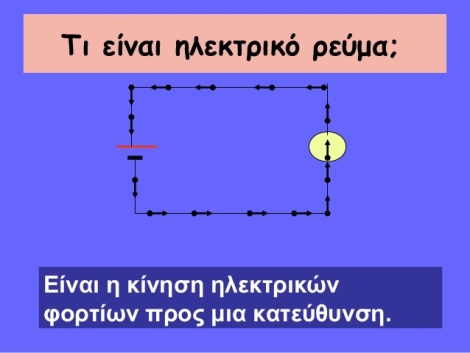 Τι είναι ηλεκτρικό ρεύμα;
Είναι η κίνηση ηλεκτρικών
φορτίων προς μια κατεύθυνση.